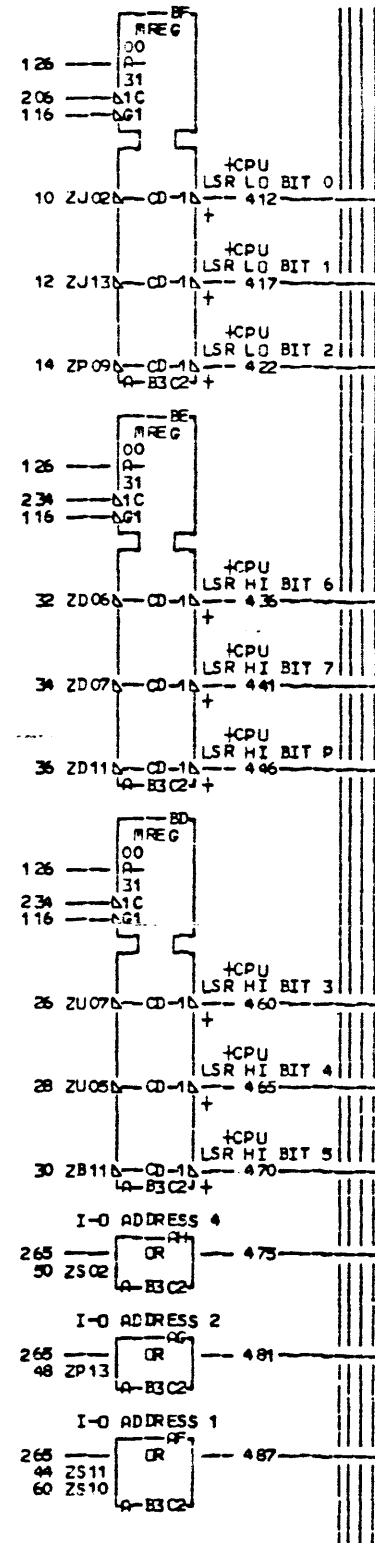 BF
MREG
00
126 A
31
206 1C
116 G1
+CPU
LSR LO BIT 0
10 ZJ02 CD 1 412
+
+CPU
LSR LO BIT 1
12 ZJ13 CD 1 417
+
+CPU
LSR LO BIT 2
14 ZP09 CD 1 422
A B3C2 +
BE
MREG
00
126 A
31
234 1C
116 G1
+CPU
LSR HI BIT 6
32 ZD06 CD 1 436
+
+CPU
LSR HI BIT 7
34 ZD07 CD 1 441
+
+CPU
LSR HI BIT P
36 ZD11 CD 1 446
A B3C2 +
BD
MREG
00
126 A
31
234 1C
116 G1
+CPU
LSR HI BIT 3
26 ZU07 CD 1 460
+
+CPU
LSR HI BIT 4
28 ZU05 CD 1 465
+
+CPU
LSR HI BIT 5
30 ZB11 CD 1 470
A B3C2 +
I-O ADDRESS 4
AH
265 OR 475
50 ZS02
A B3C2
I-O ADDRESS 2
AG
265 OR 481
48 ZP13
A B3C2
I-O ADDRESS 1
AF
265 OR 487
44 ZS11
60 ZS10
A B3C2